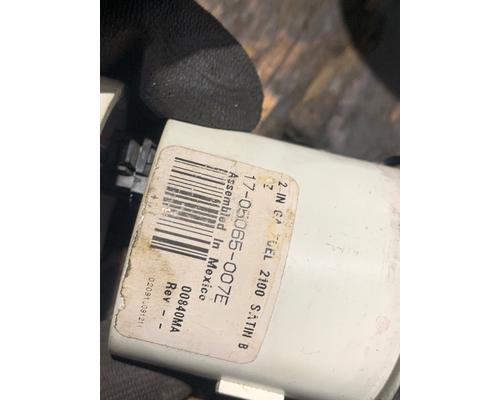 2-IN GA FUEL 2100 SATIN B
17-05065-007E
Assembled In Mexico
00840MA
Rev - -